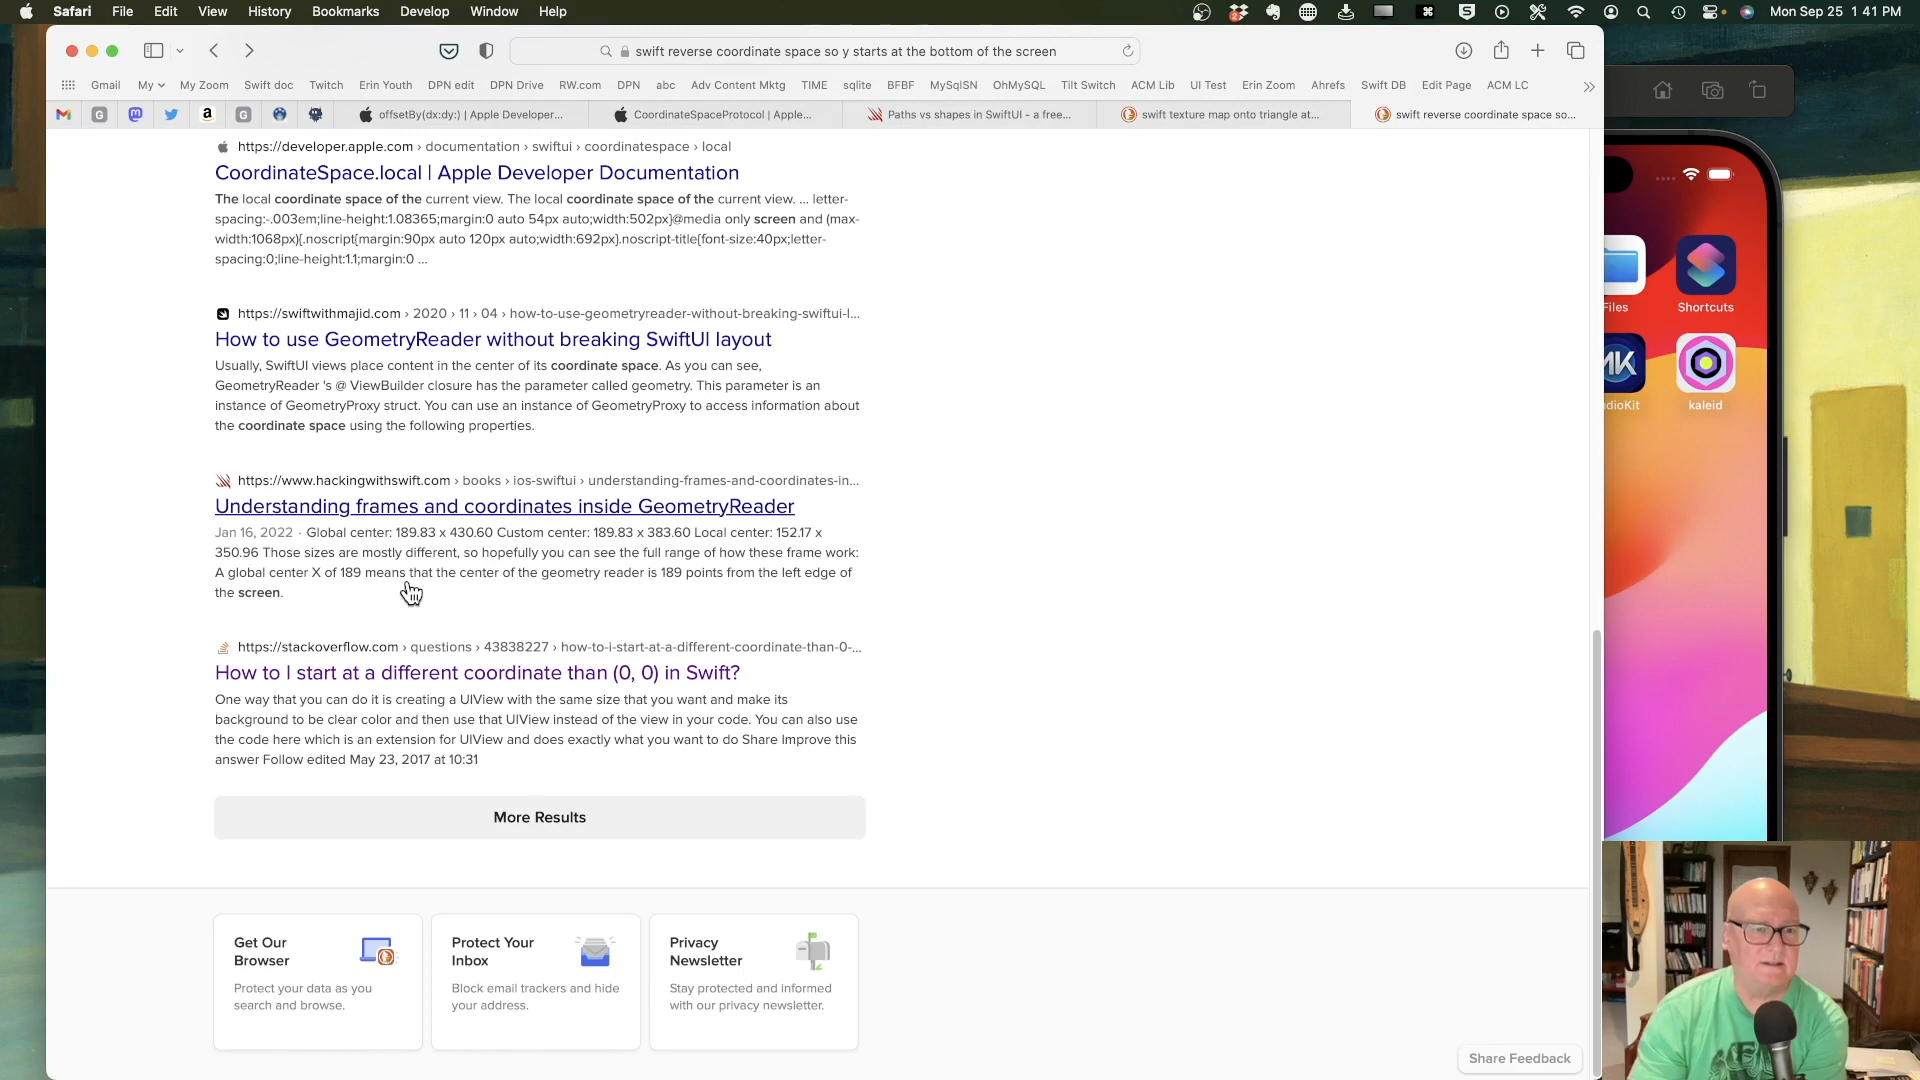 Safari File Edit View History Bookmarks Develop Window Help
Mon Sep 25 1 41 PM
swift reverse coordinate space so y starts at the bottom of the screen
Gmail My My Zoom Swift doc Twitch Erin Youth DPN edit DPN Drive RW.com DPN abc Adv Content Mktg TIME sqlite BFBF MySqlSN OhMySQL Tilt Switch ACM Lib UI Test Erin Zoom Ahrefs Swift DB Edit Page ACM LC
offsetBy(dx:dy:) | Apple Developer... CoordinateSpaceProtocol | Apple... Paths vs shapes in SwiftUI - a free... swift texture map onto triangle at... swift reverse coordinate space so...
https://developer.apple.com › documentation › swiftui › coordinatespace › local
CoordinateSpace.local | Apple Developer Documentation
The local coordinate space of the current view. The local coordinate space of the current view. ... letter-
spacing:-.003em;line-height:1.08365;margin:0 auto 54px auto;width:502px}@media only screen and (max-
width:1068px){.noscript{margin:90px auto 120px auto;width:692px}.noscript-title{font-size:40px;letter-
spacing:0;line-height:1.1;margin:0 ...
https://swiftwithmajid.com › 2020 › 11 › 04 › how-to-use-geometryreader-without-breaking-swiftui-l...
How to use GeometryReader without breaking SwiftUI layout
Usually, SwiftUI views place content in the center of its coordinate space. As you can see,
GeometryReader 's @ ViewBuilder closure has the parameter called geometry. This parameter is an
instance of GeometryProxy struct. You can use an instance of GeometryProxy to access information about
the coordinate space using the following properties.
https://www.hackingwithswift.com › books › ios-swiftui › understanding-frames-and-coordinates-in...
Understanding frames and coordinates inside GeometryReader
Jan 16, 2022 · Global center: 189.83 x 430.60 Custom center: 189.83 x 383.60 Local center: 152.17 x
350.96 Those sizes are mostly different, so hopefully you can see the full range of how these frame work:
A global center X of 189 means that the center of the geometry reader is 189 points from the left edge of
the screen.
https://stackoverflow.com › questions › 43838227 › how-to-i-start-at-a-different-coordinate-than-0-...
How to I start at a different coordinate than (0, 0) in Swift?
One way that you can do it is creating a UIView with the same size that you want and make its
background to be clear color and then use that UIView instead of the view in your code. You can also use
the code here which is an extension for UIView and does exactly what you want to do Share Improve this
answer Follow edited May 23, 2017 at 10:31
More Results
Get Our
Browser
Protect your data as you
search and browse.
Protect Your
Inbox
Block email trackers and hide
your address.
Privacy
Newsletter
Stay protected and informed
with our privacy newsletter.
Share Feedback
Files Shortcuts
dioKit kaleid